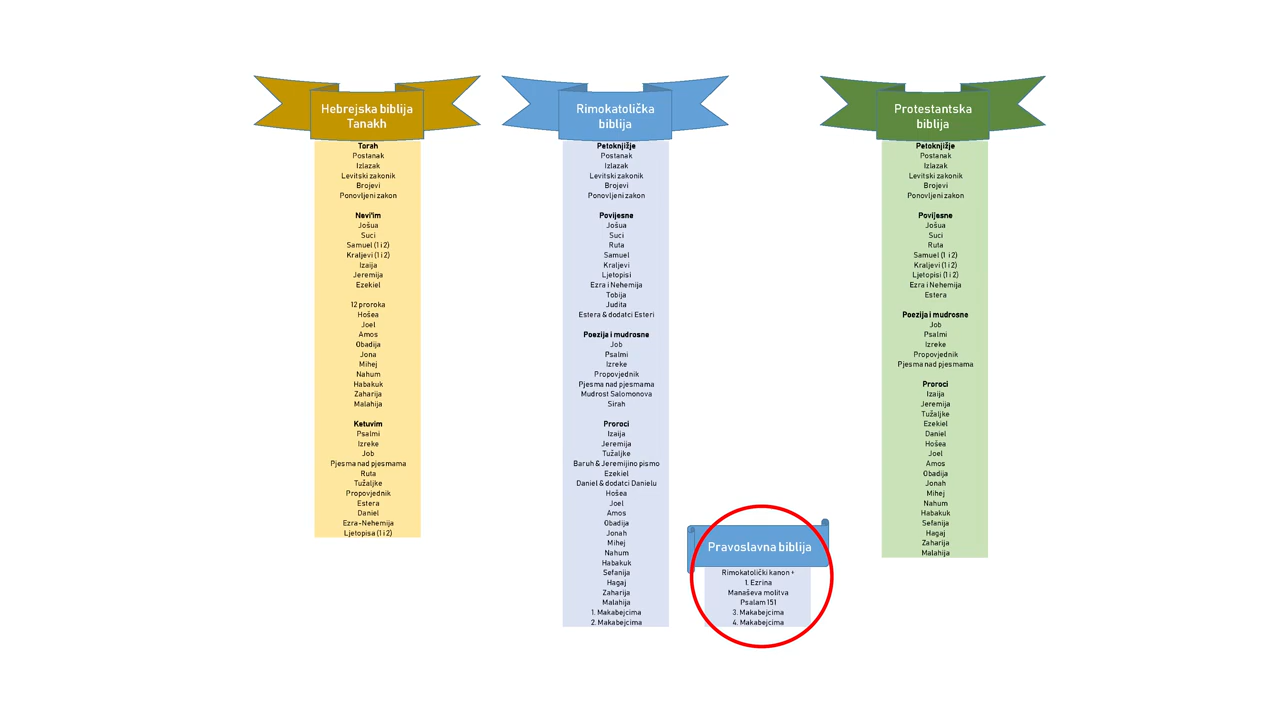 Hebrejska biblija
Tanakh
Torah
Postanak
Izlazak
Levitski zakonik
Brojevi
Ponovljeni zakon
Nevi'im
Jošua
Suci
Samuel (1 i 2)
Kraljevi (1 i 2)
Izaija
Jeremija
Ezekiel
12 proroka
Hošea
Joel
Amos
Obadija
Jona
Mihej
Nahum
Habakuk
Zaharija
Malahija
Ketuvim
Psalmi
Izreke
Job
Pjesma nad pjesmama
Ruta
Tužaljke
Propovjednik
Estera
Daniel
Ezra-Nehemija
Ljetopisa (1 i 2)
Rimokatolička
biblija
Petoknjižje
Postanak
Izlazak
Levitski zakonik
Brojevi
Ponovljeni zakon
Povijesne
Jošua
Suci
Ruta
Samuel
Kraljevi
Ljetopisi
Ezra i Nehemija
Tobija
Judita
Estera & dodatci Esteri
Poezija i mudrosne
Job
Psalmi
Izreke
Propovjednik
Pjesma nad pjesmama
Mudrost Salomonova
Sirah
Proroci
Izaija
Jeremija
Tužaljke
Baruh & Jeremijino pismo
Ezekiel
Daniel & dodatci Danielu
Hošea
Joel
Amos
Obadija
Jonah
Mihej
Nahum
Habakuk
Sefanija
Hagaj
Zaharija
Malahija
1. Makabejcima
2. Makabejcima
Pravoslavna biblija
Rimokatolički kanon +
1. Ezrina
Manaševa molitva
Psalam 151
3. Makabejcima
4. Makabejcima
Protestantska
biblija
Petoknjižje
Postanak
Izlazak
Levitski zakonik
Brojevi
Ponovljeni zakon
Povijesne
Jošua
Suci
Ruta
Samuel (1 i 2)
Kraljevi (1 i 2)
Ljetopisi (1 i 2)
Ezra i Nehemija
Estera
Poezija i mudrosne
Job
Psalmi
Izreke
Propovjednik
Pjesma nad pjesmama
Proroci
Izaija
Jeremija
Tužaljke
Ezekiel
Daniel
Hošea
Joel
Amos
Obadija
Jonah
Mihej
Nahum
Habakuk
Sefanija
Hagaj
Zaharija
Malahija